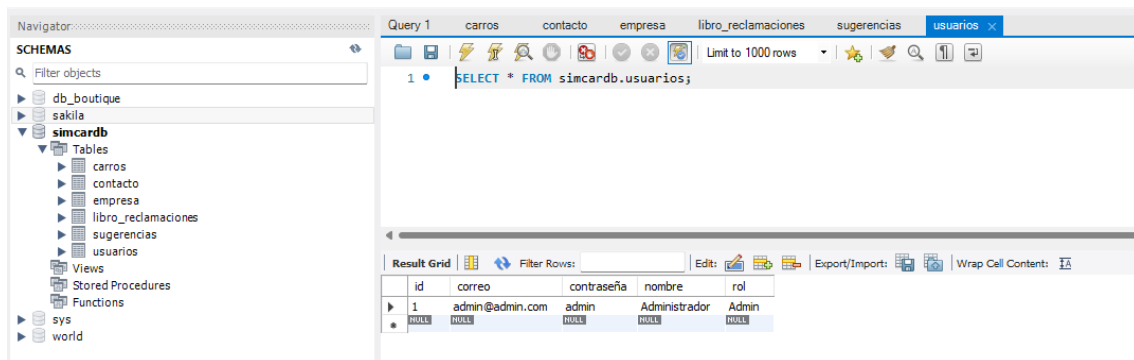 Navigator
SCHEMAS
Filter objects
db_boutique
sakila
simcardb
Tables
carros
contacto
empresa
libro_reclamaciones
sugerencias
usuarios
Views
Stored Procedures
Functions
sys
world
Query 1 carros contacto empresa libro_reclamaciones sugerencias usuarios
Limit to 1000 rows
1 SELECT * FROM simcardb.usuarios;
Result Grid Filter Rows: Edit: Export/Import: Wrap Cell Content:
id correo contraseña nombre rol
1 admin@admin.com admin Administrador Admin
NULL NULL NULL NULL NULL